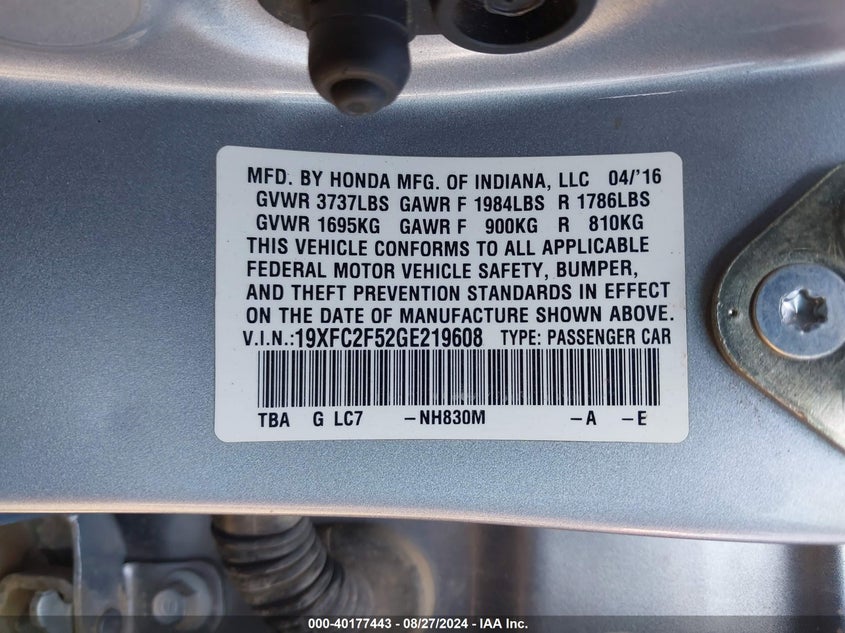 MFD. BY HONDA MFG. OF INDIANA, LLC 04/'16
GVWR 3737LBS GAWR F 1984LBS R 1786LBS
GVWR 1695KG GAWR F 900KG R 810KG
THIS VEHICLE CONFORMS TO ALL APPLICABLE
FEDERAL MOTOR VEHICLE SAFETY, BUMPER,
AND THEFT PREVENTION STANDARDS IN EFFECT
ON THE DATE OF MANUFACTURE SHOWN ABOVE.
V.I.N.:19XFC2F52GE219608 TYPE: PASSENGER CAR
TBA G LC7 –NH830M –A –E
000-40177443 - 08/27/2024 - IAA Inc.